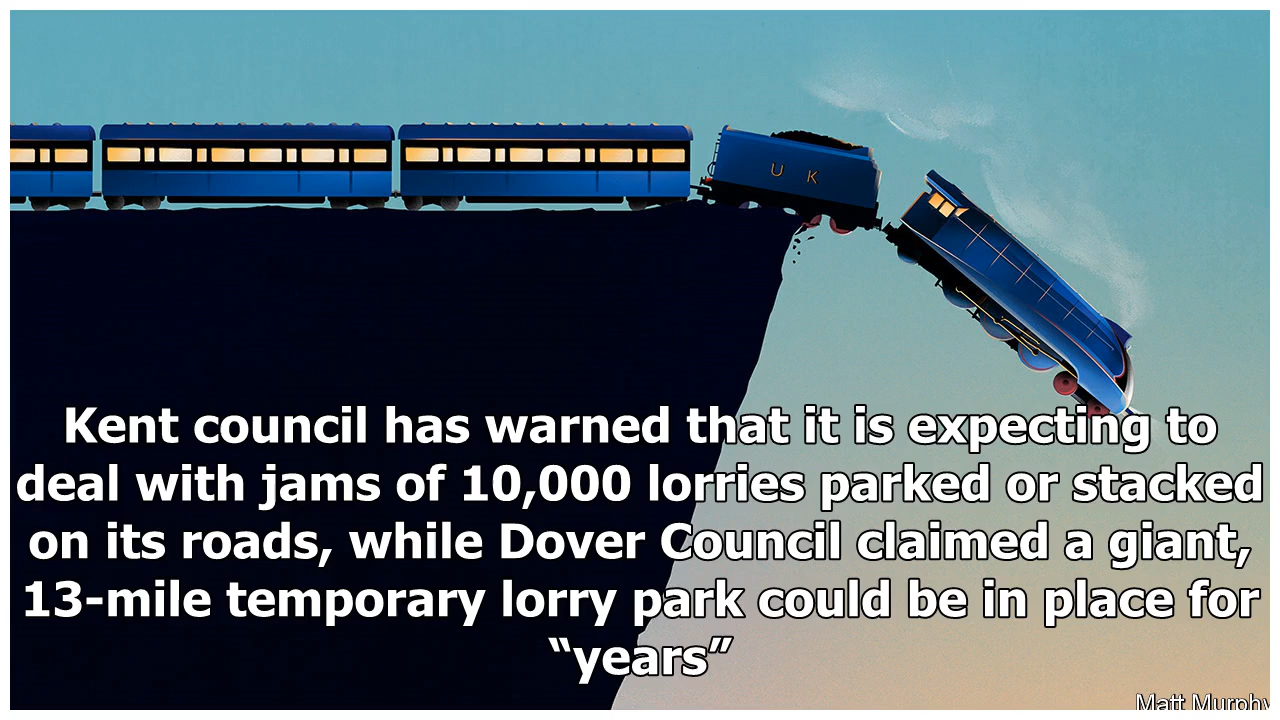 U K
Kent council has warned that it is expecting to
deal with jams of 10,000 lorries parked or stacked
on its roads, while Dover Council claimed a giant,
13-mile temporary lorry park could be in place for
“years”
Matt Murphy